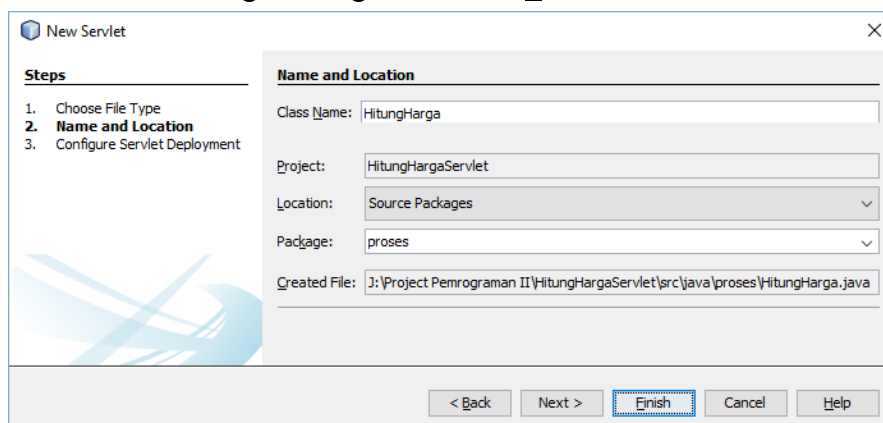 New Servlet
Steps
1. Choose File Type
2. Name and Location
3. Configure Servlet Deployment
Name and Location
Class Name: HitungHarga
Project: HitungHargaServlet
Location: Source Packages
Package: proses
Created File: J:\Project Pemrograman II\HitungHargaServlet\src\java\proses\HitungHarga.java
< Back Next > Finish Cancel Help